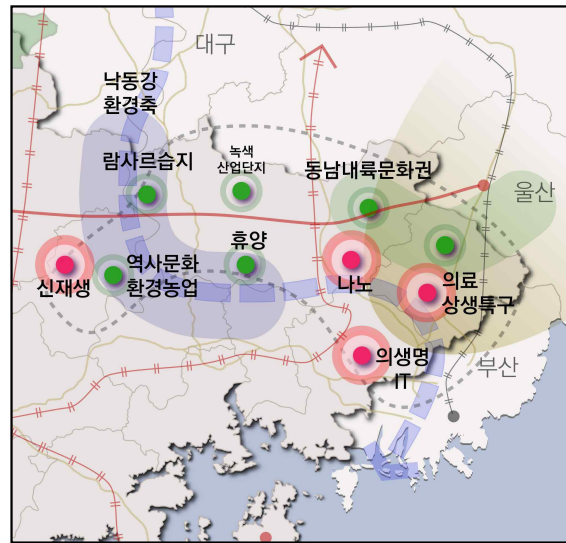 대구
낙동강
환경축
람사르습지
녹색
산업단지
동남내륙문화권
울산
신재생
역사문화
환경농업
휴양
나노
의료
상생특구
의생명
IT
부산